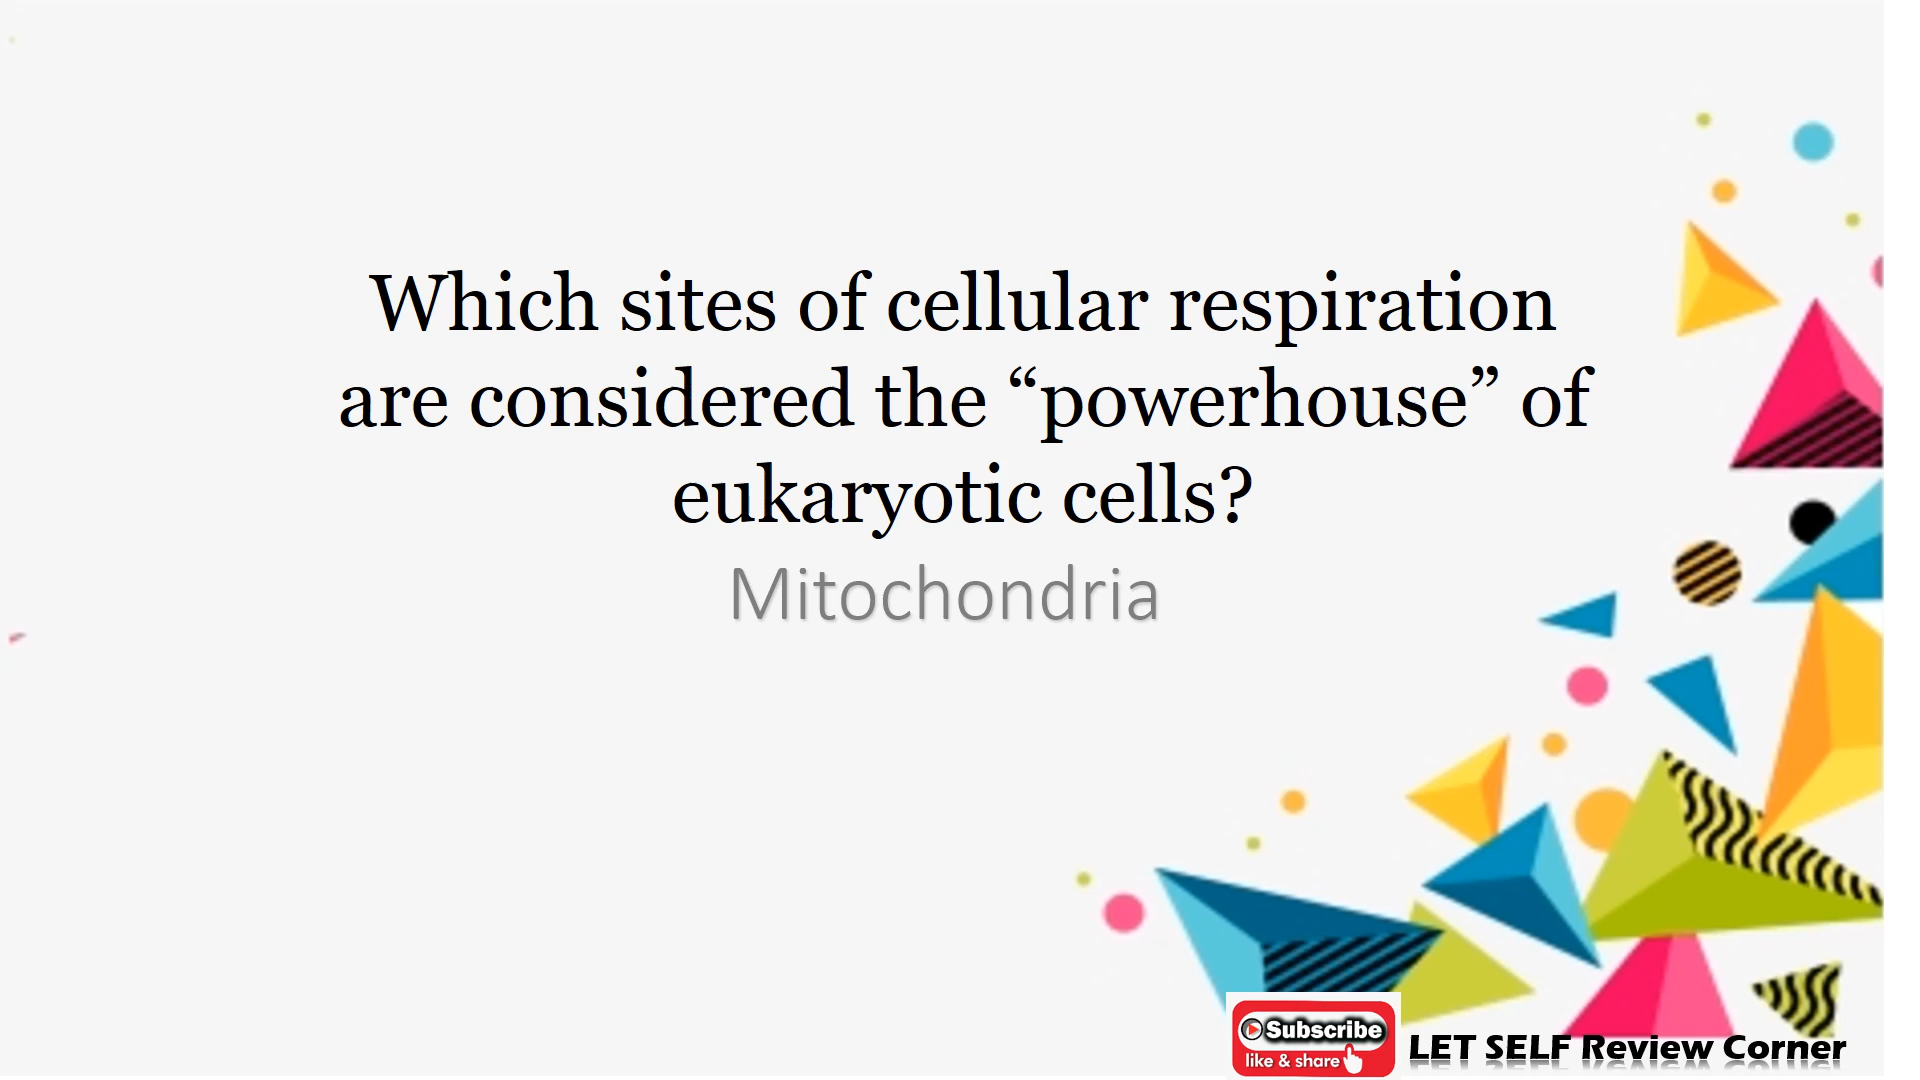 Which sites of cellular respiration
are considered the “powerhouse” of
eukaryotic cells?
Mitochondria
Subscribe
like & share
LET SELF Review Corner